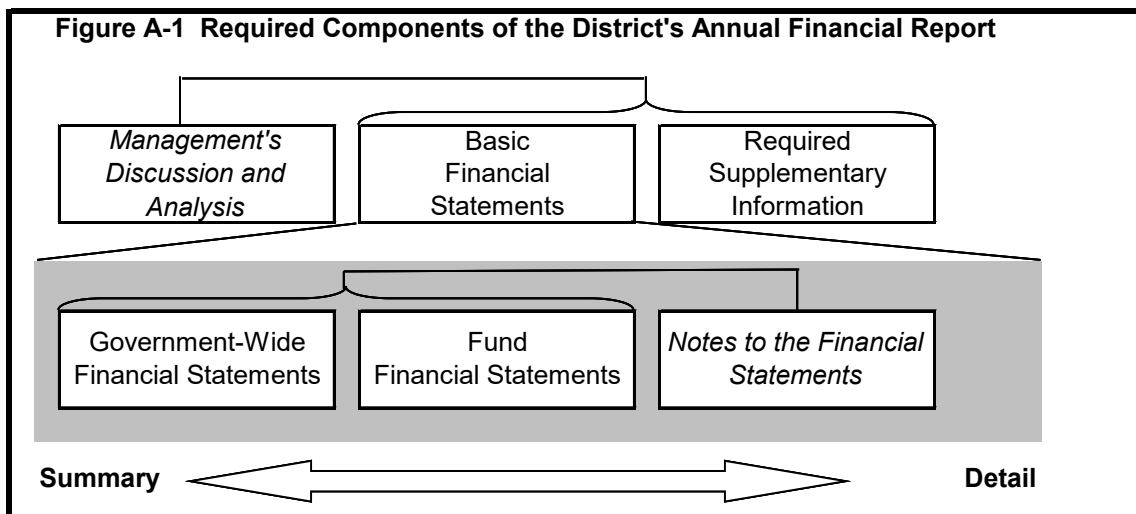 Figure A-1 Required Components of the District's Annual Financial Report
Management's
Discussion and
Analysis
Basic
Financial
Statements
Required
Supplementary
Information
Government-Wide
Financial Statements
Fund
Financial Statements
Notes to the Financial
Statements
Summary
Detail